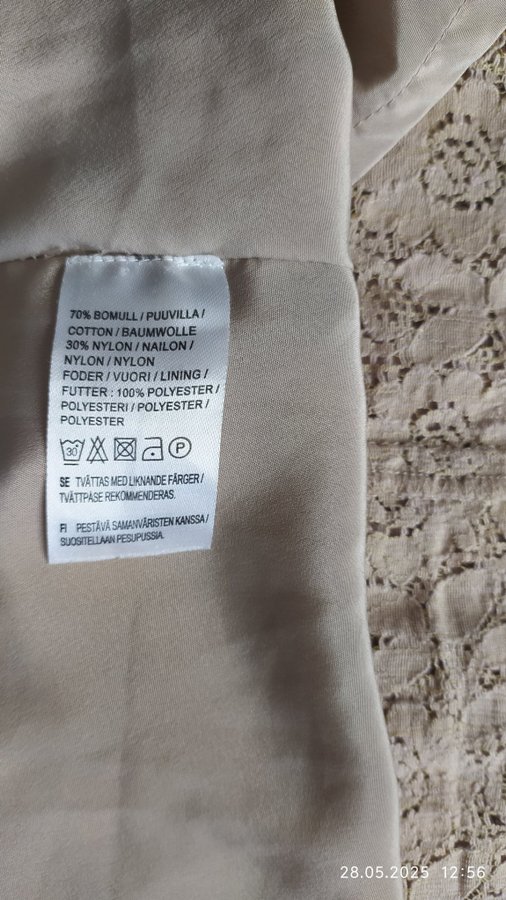 70% BOMULL / PUUVILLA /
COTTON / BAUMWOLLE
30% NYLON / NAILON /
NYLON / NYLON
FODER / VUORI / LINING /
FUTTER : 100% POLYESTER /
POLYESTERI / POLYESTER /
POLYESTER
30°
P
SE TVÄTTAS MED LIKNANDE FÄRGER /
TVÄTTPÅSE REKOMMENDERAS.
FI PESTÄVÄ SAMANVÄRISTEN KANSSA /
SUOSITELLAAN PESUPUSSIA.
28.05.2025 12:56